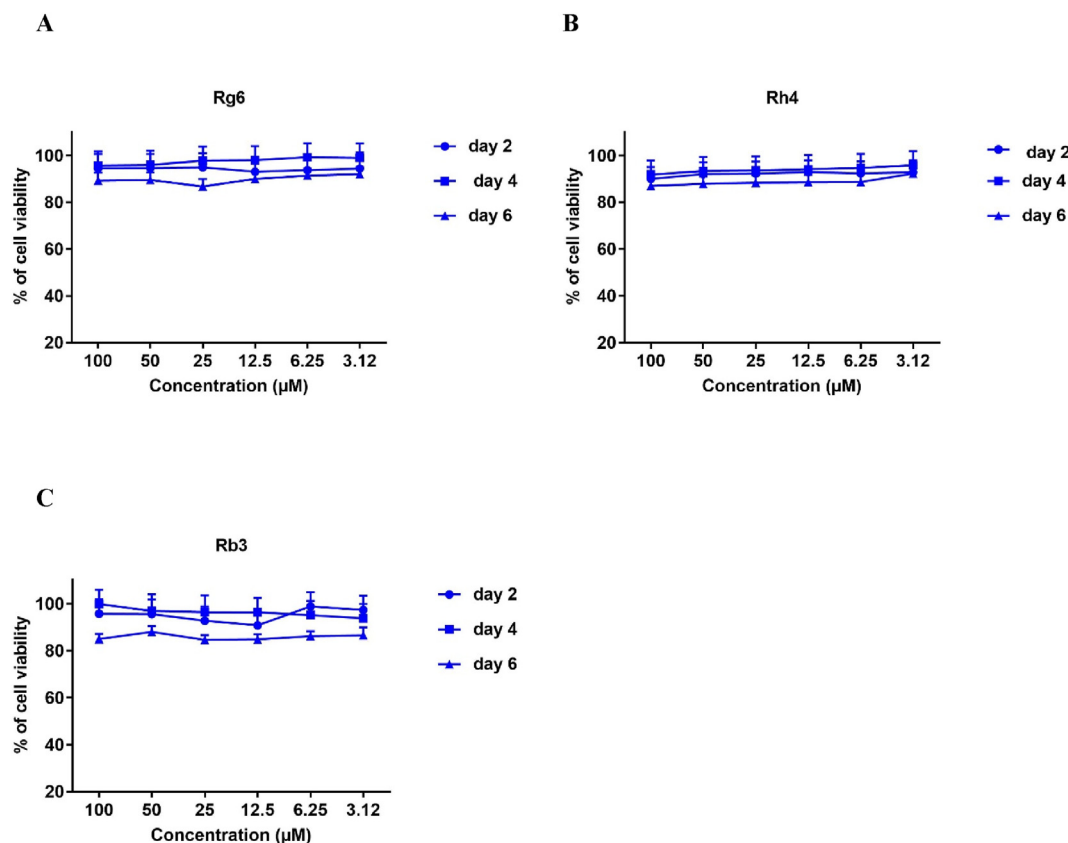 A
Rg6
% of cell viability
100
80
60
40
20
100 50 25 12.5 6.25 3.12
Concentration (µM)
day 2
day 4
day 6
B
Rh4
% of cell viability
100
80
60
40
20
100 50 25 12.5 6.25 3.12
Concentration (µM)
day 2
day 4
day 6
C
Rb3
% of cell viability
100
80
60
40
20
100 50 25 12.5 6.25 3.12
Concentration (µM)
day 2
day 4
day 6